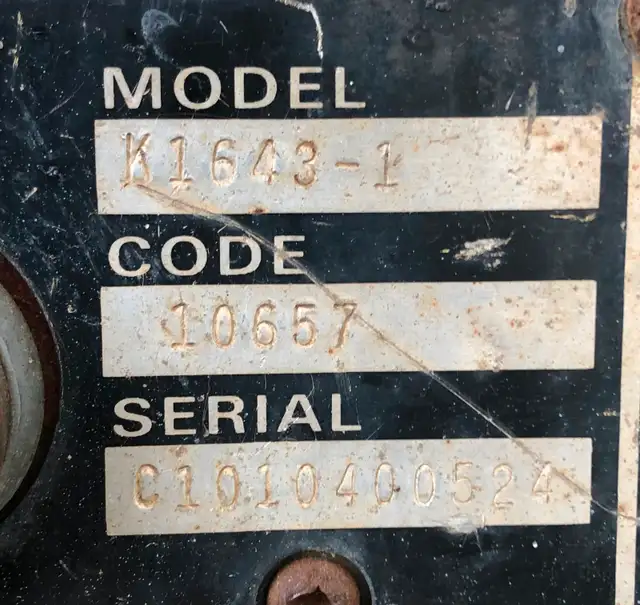 MODEL
K1643-1
CODE
10657
SERIAL
C1010400524